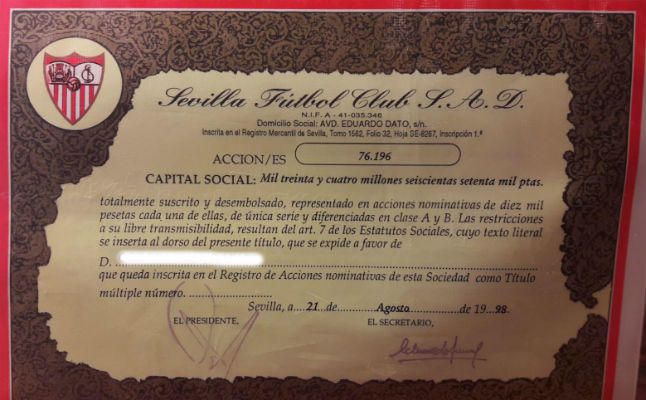 Sevilla Fútbol Club S.A.D.
N.I.F. A - 41-035.346
Domicilio Social: AVD. EDUARDO DATO, s/n.
Inscrita en el Registro Mercantil de Sevilla, Tomo 1562, Folio 32, Hoja SE-8267, Inscripción 1.ª
ACCION/ES 76.196
CAPITAL SOCIAL: Mil treinta y cuatro millones seiscientas setenta mil ptas.
totalmente suscrito y desembolsado, representado en acciones nominativas de diez mil
pesetas cada una de ellas, de única serie y diferenciadas en clase A y B. Las restricciones
a su libre transmisibilidad, resultan del art. 7 de los Estatutos Sociales, cuyo texto literal
se inserta al dorso del presente título, que se expide a favor de
D.
que queda inscrita en el Registro de Acciones nominativas de esta Sociedad como Título
múltiple número.
Sevilla, a 21 de Agosto de 19 98.
EL PRESIDENTE, EL SECRETARIO,